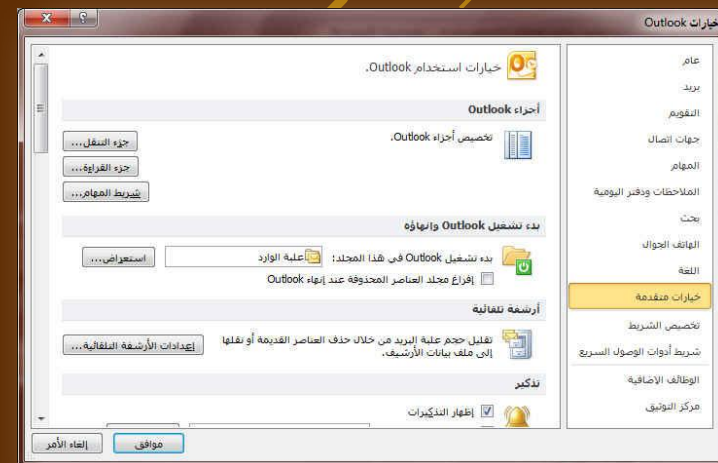 خيارات Outlook
عام
بريد
التقويم
جهات اتصال
المهام
الملاحظات ودفتر اليومية
بحث
الهاتف الجوال
اللغة
خيارات متقدمة
تخصيص الشريط
شريط أدوات الوصول السريع
الوظائف الإضافية
مركز التوثيق
خيارات استخدام Outlook.
أجزاء Outlook
تخصيص أجزاء Outlook.
جزء التنقل...
جزء القراءة...
شريط المهام...
بدء تشغيل Outlook وإنهاؤه
بدء تشغيل Outlook في هذا المجلد: علبة الوارد استعراض...
إفراغ مجلد العناصر المحذوفة عند إنهاء Outlook
أرشفة تلقائية
تقليل حجم علبة البريد من خلال حذف العناصر القديمة أو نقلها إعدادات الأرشفة التلقائية...
إلى ملف بيانات الأرشيف.
تذكير
إظهار التذكيرات
موافق إلغاء الأمر